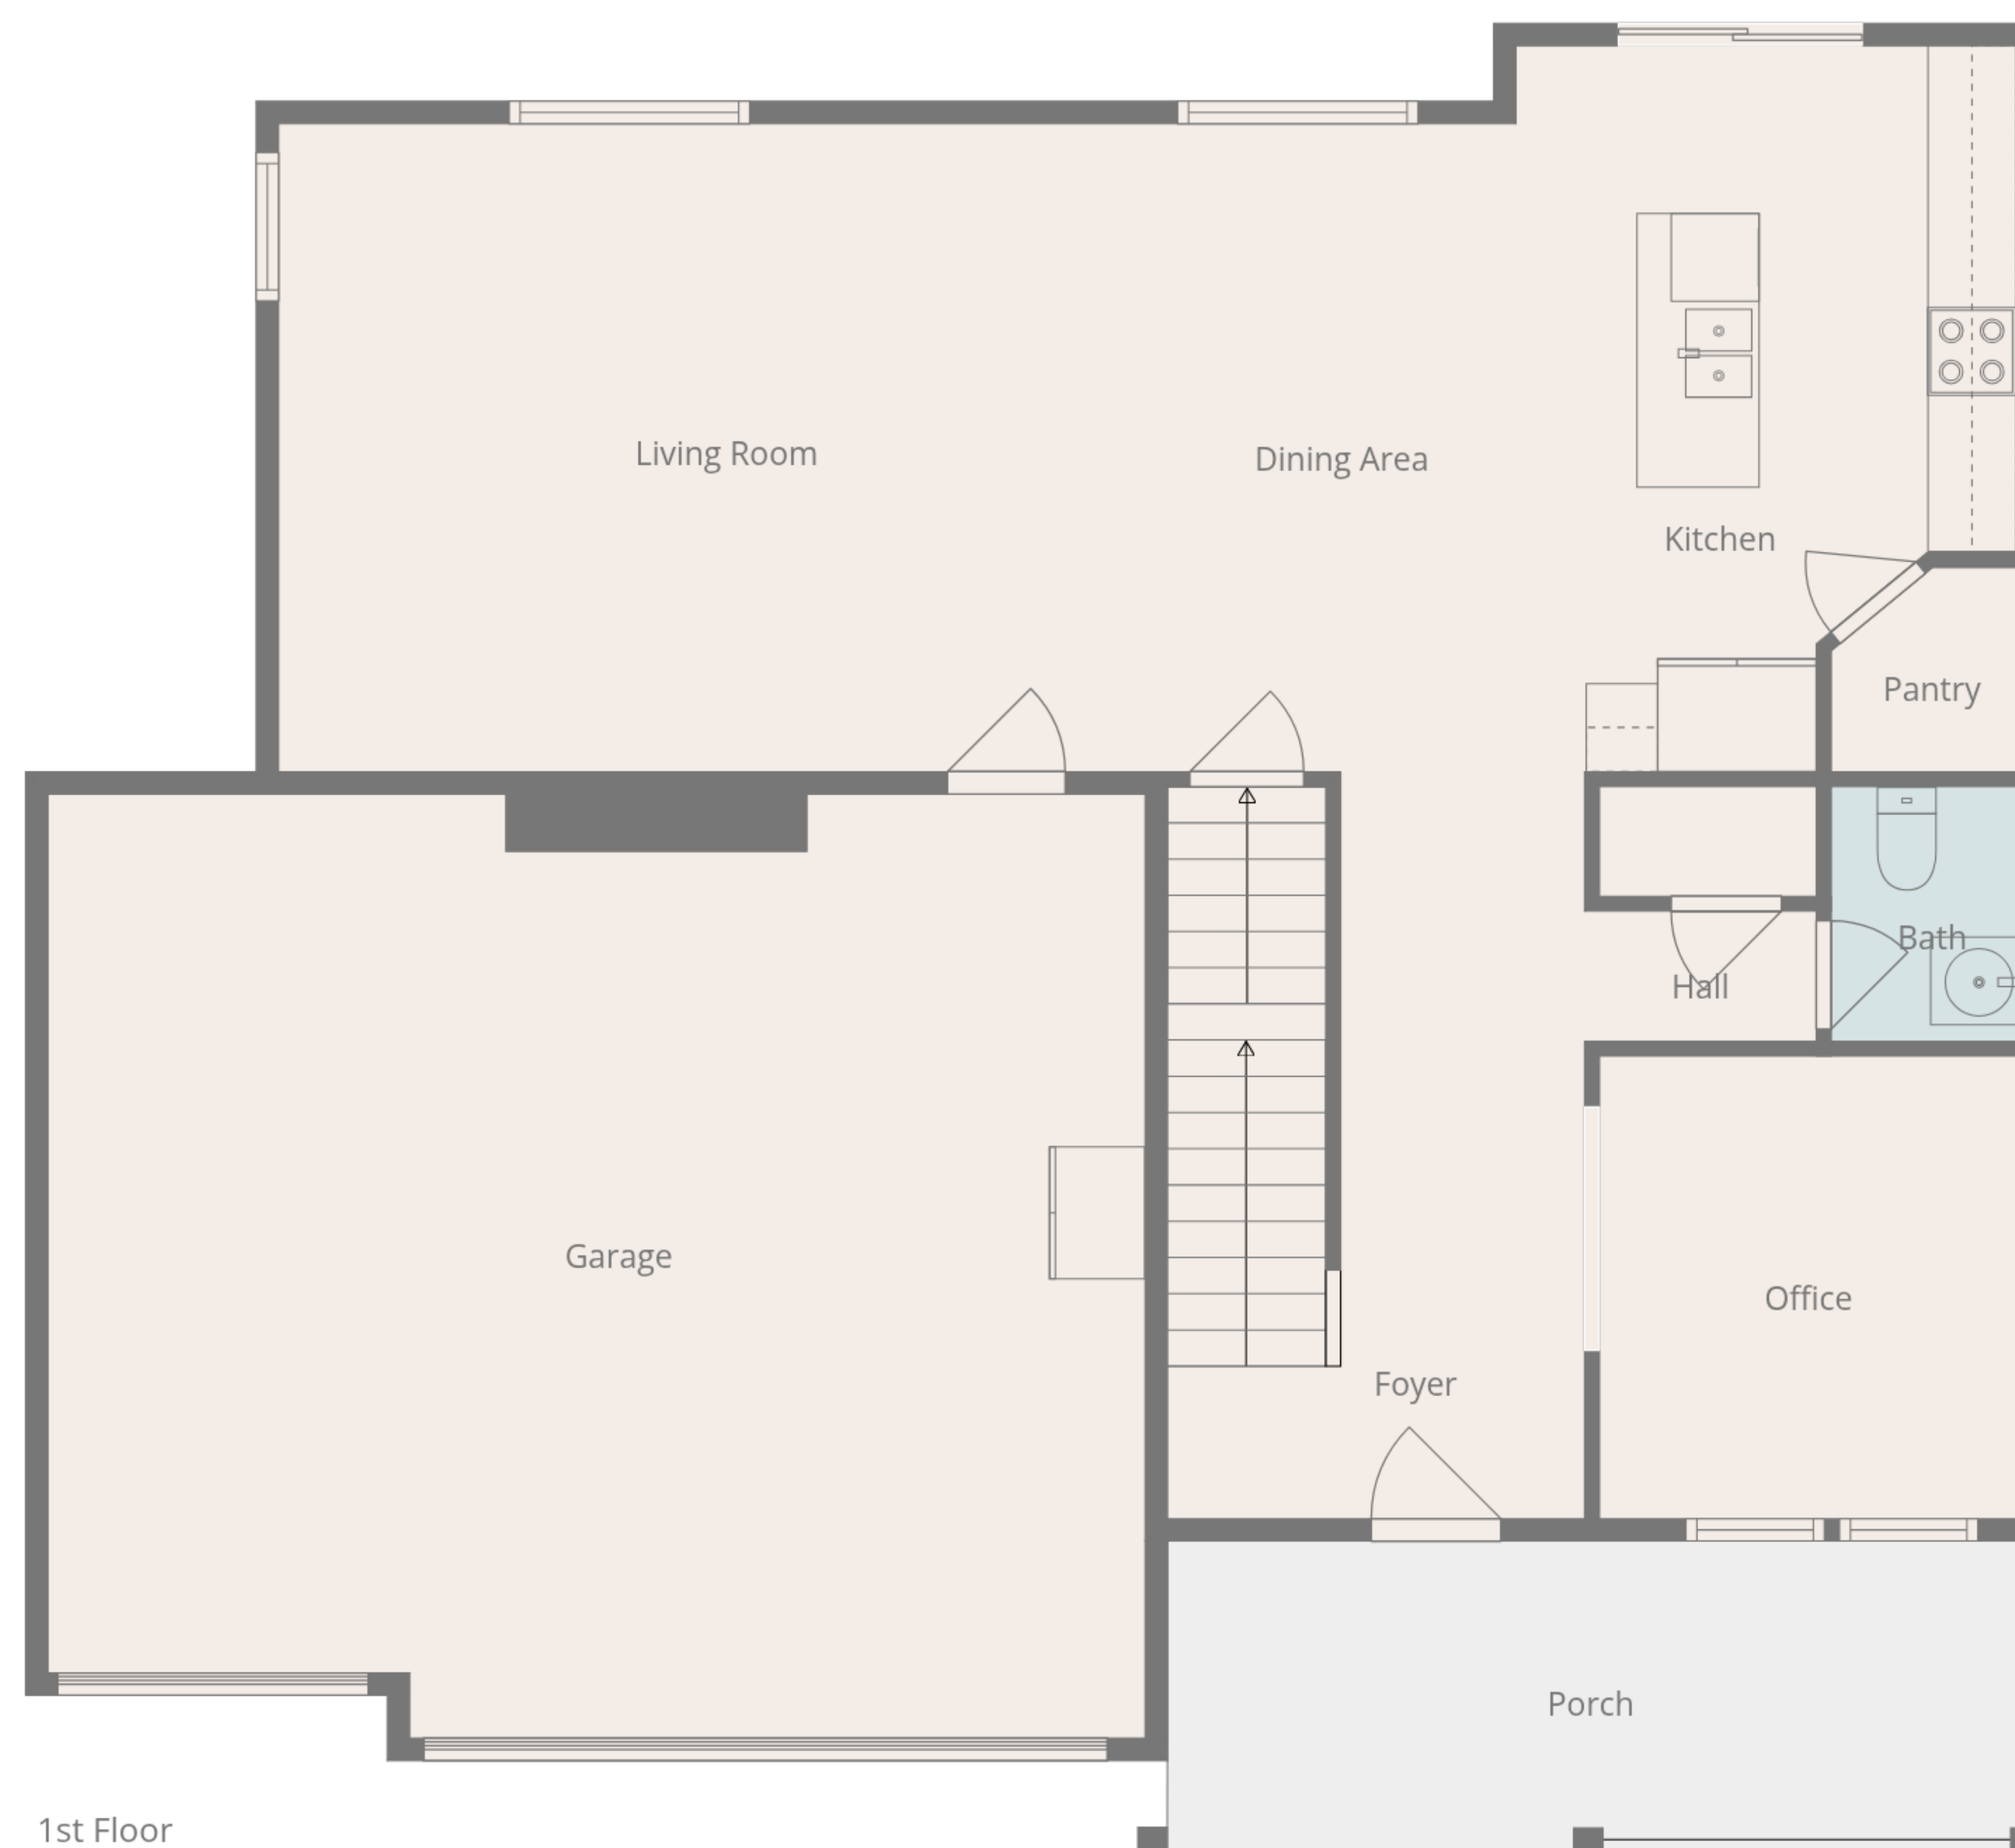 Living Room
Dining Area
Kitchen
Pantry
Bath
Hall
Garage
Office
Foyer
Porch
1st Floor